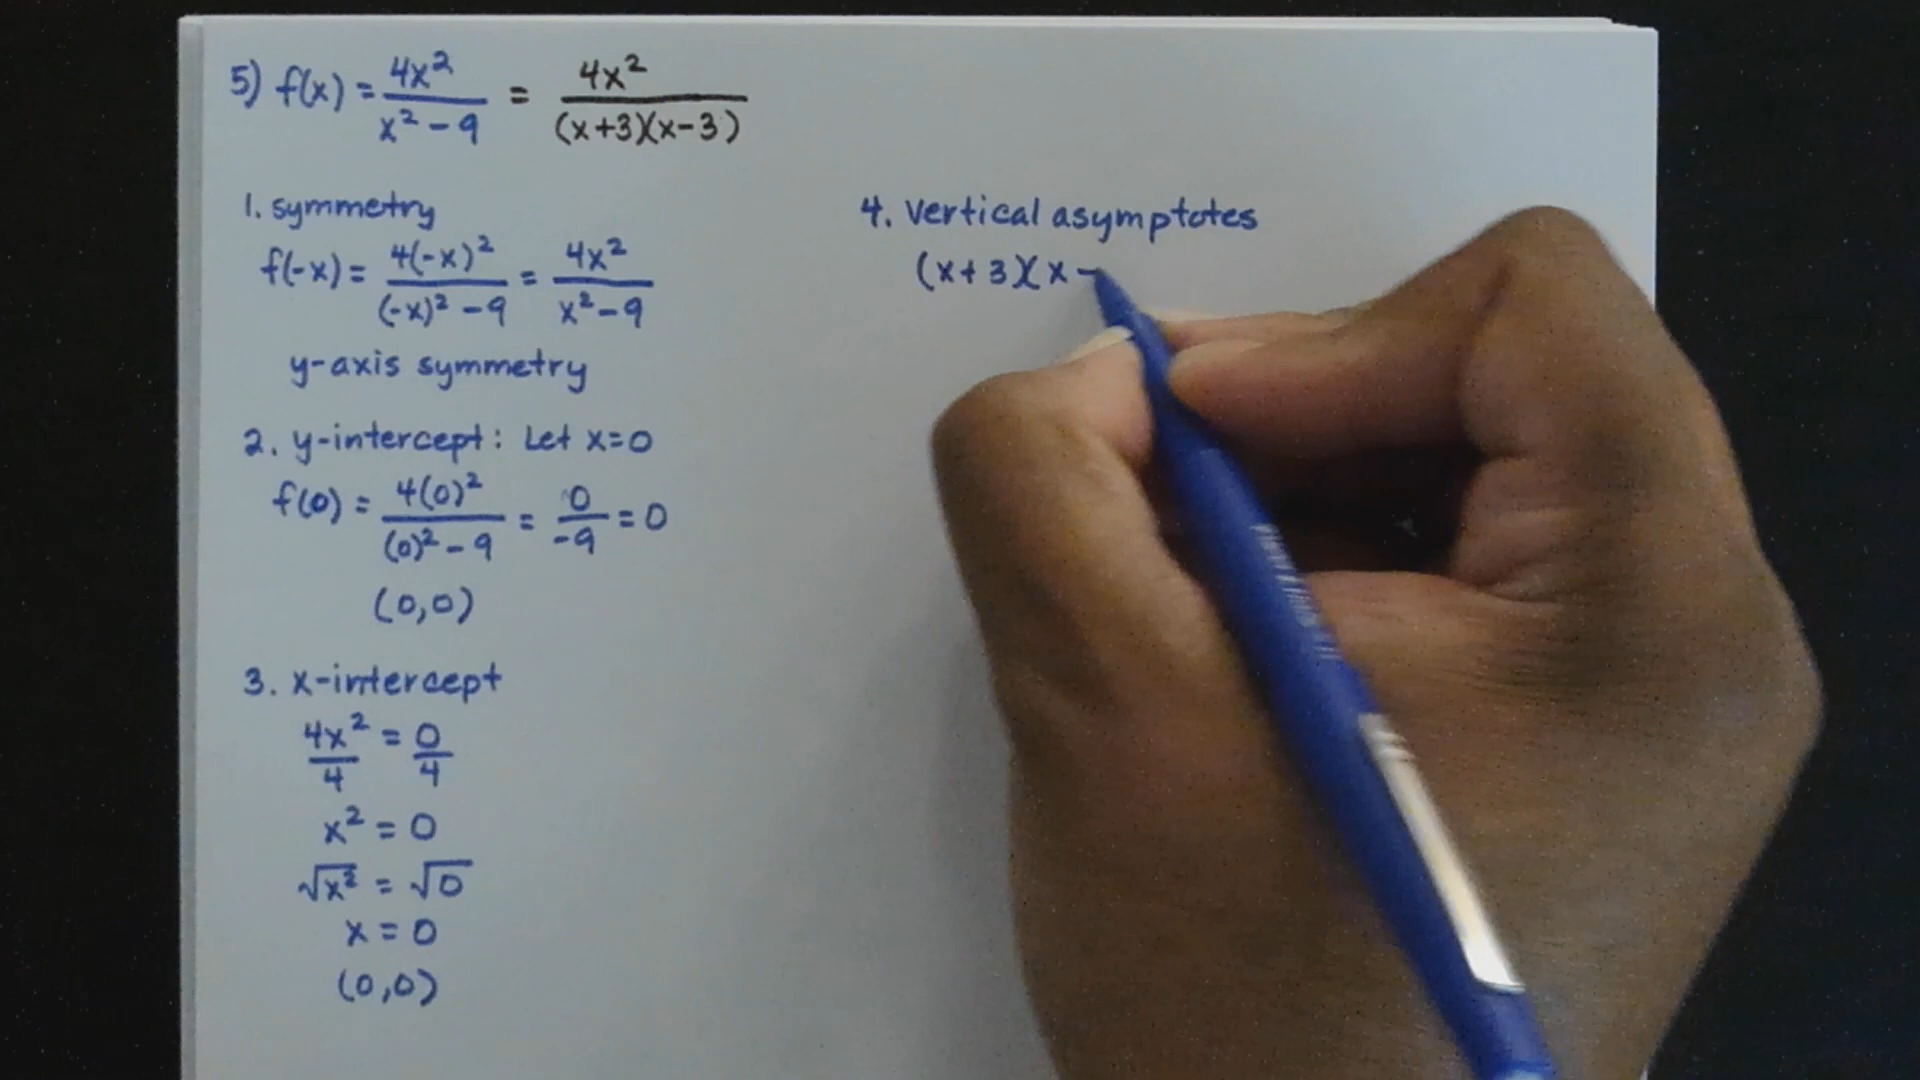 5) f(x) = 4x²/(x² - 9) = 4x²/((x+3)(x-3))
1. symmetry
f(-x) = 4(-x)²/((-x)² - 9) = 4x²/(x² - 9)
y-axis symmetry
2. y-intercept: Let x=0
f(0) = 4(0)²/((0)² - 9) = 0/-9 = 0
(0,0)
3. x-intercept
4x²/4 = 0/4
x² = 0
√x² = √0
x = 0
(0,0)
4. vertical asymptotes
(x+3)(x -